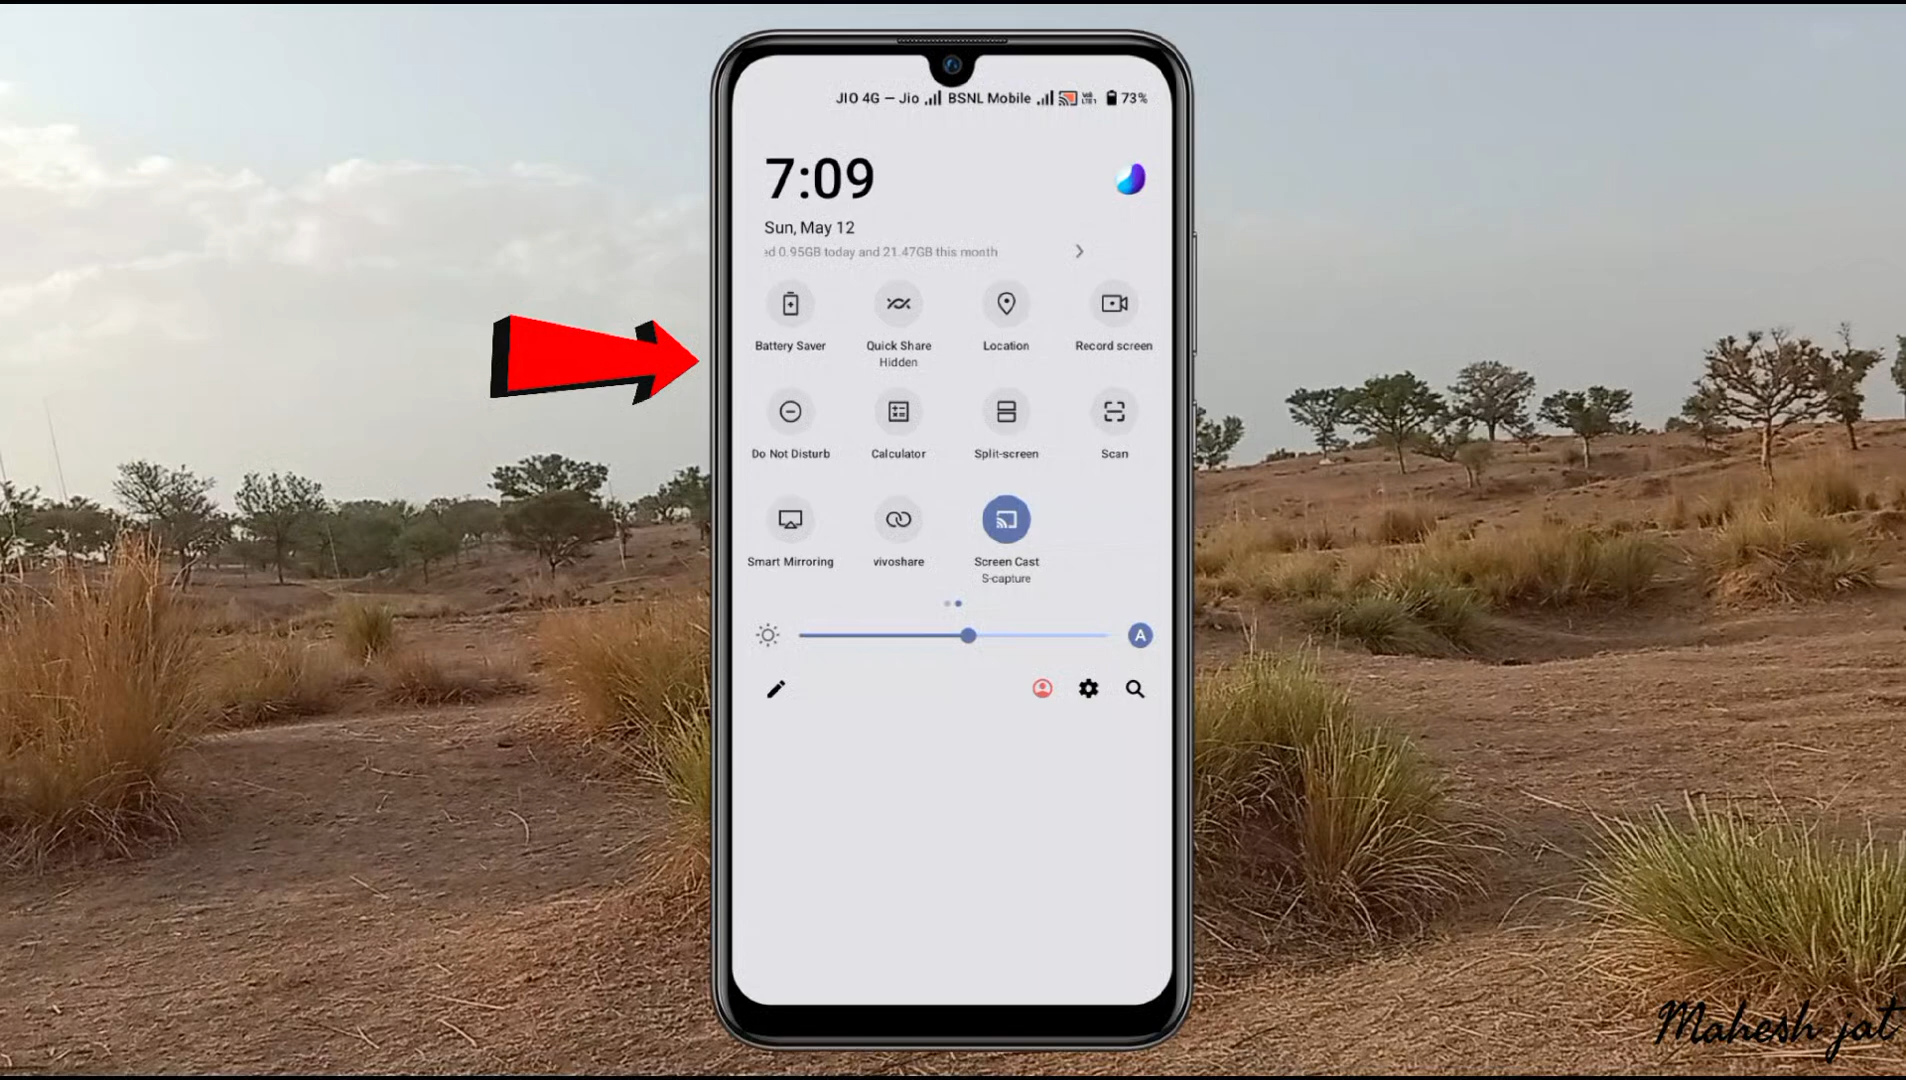 JIO 4G — Jio BSNL Mobile 73%
7:09
Sun, May 12
ed 0.95GB today and 21.47GB this month
Battery Saver Quick Share Location Record screen
Hidden
Do Not Disturb Calculator Split-screen Scan
Smart Mirroring vivoshare Screen Cast
S-capture
A
Mahesh jat